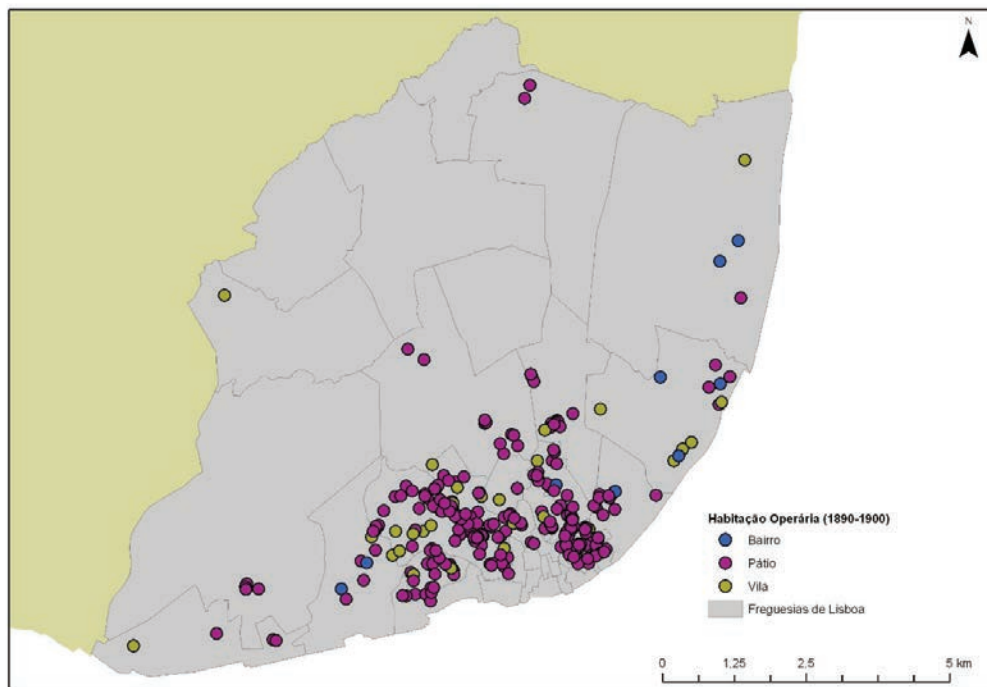 N
Habitação Operária (1890-1900)
Bairro
Pátio
Vila
Freguesias de Lisboa
0 1,25 2,5 5 km